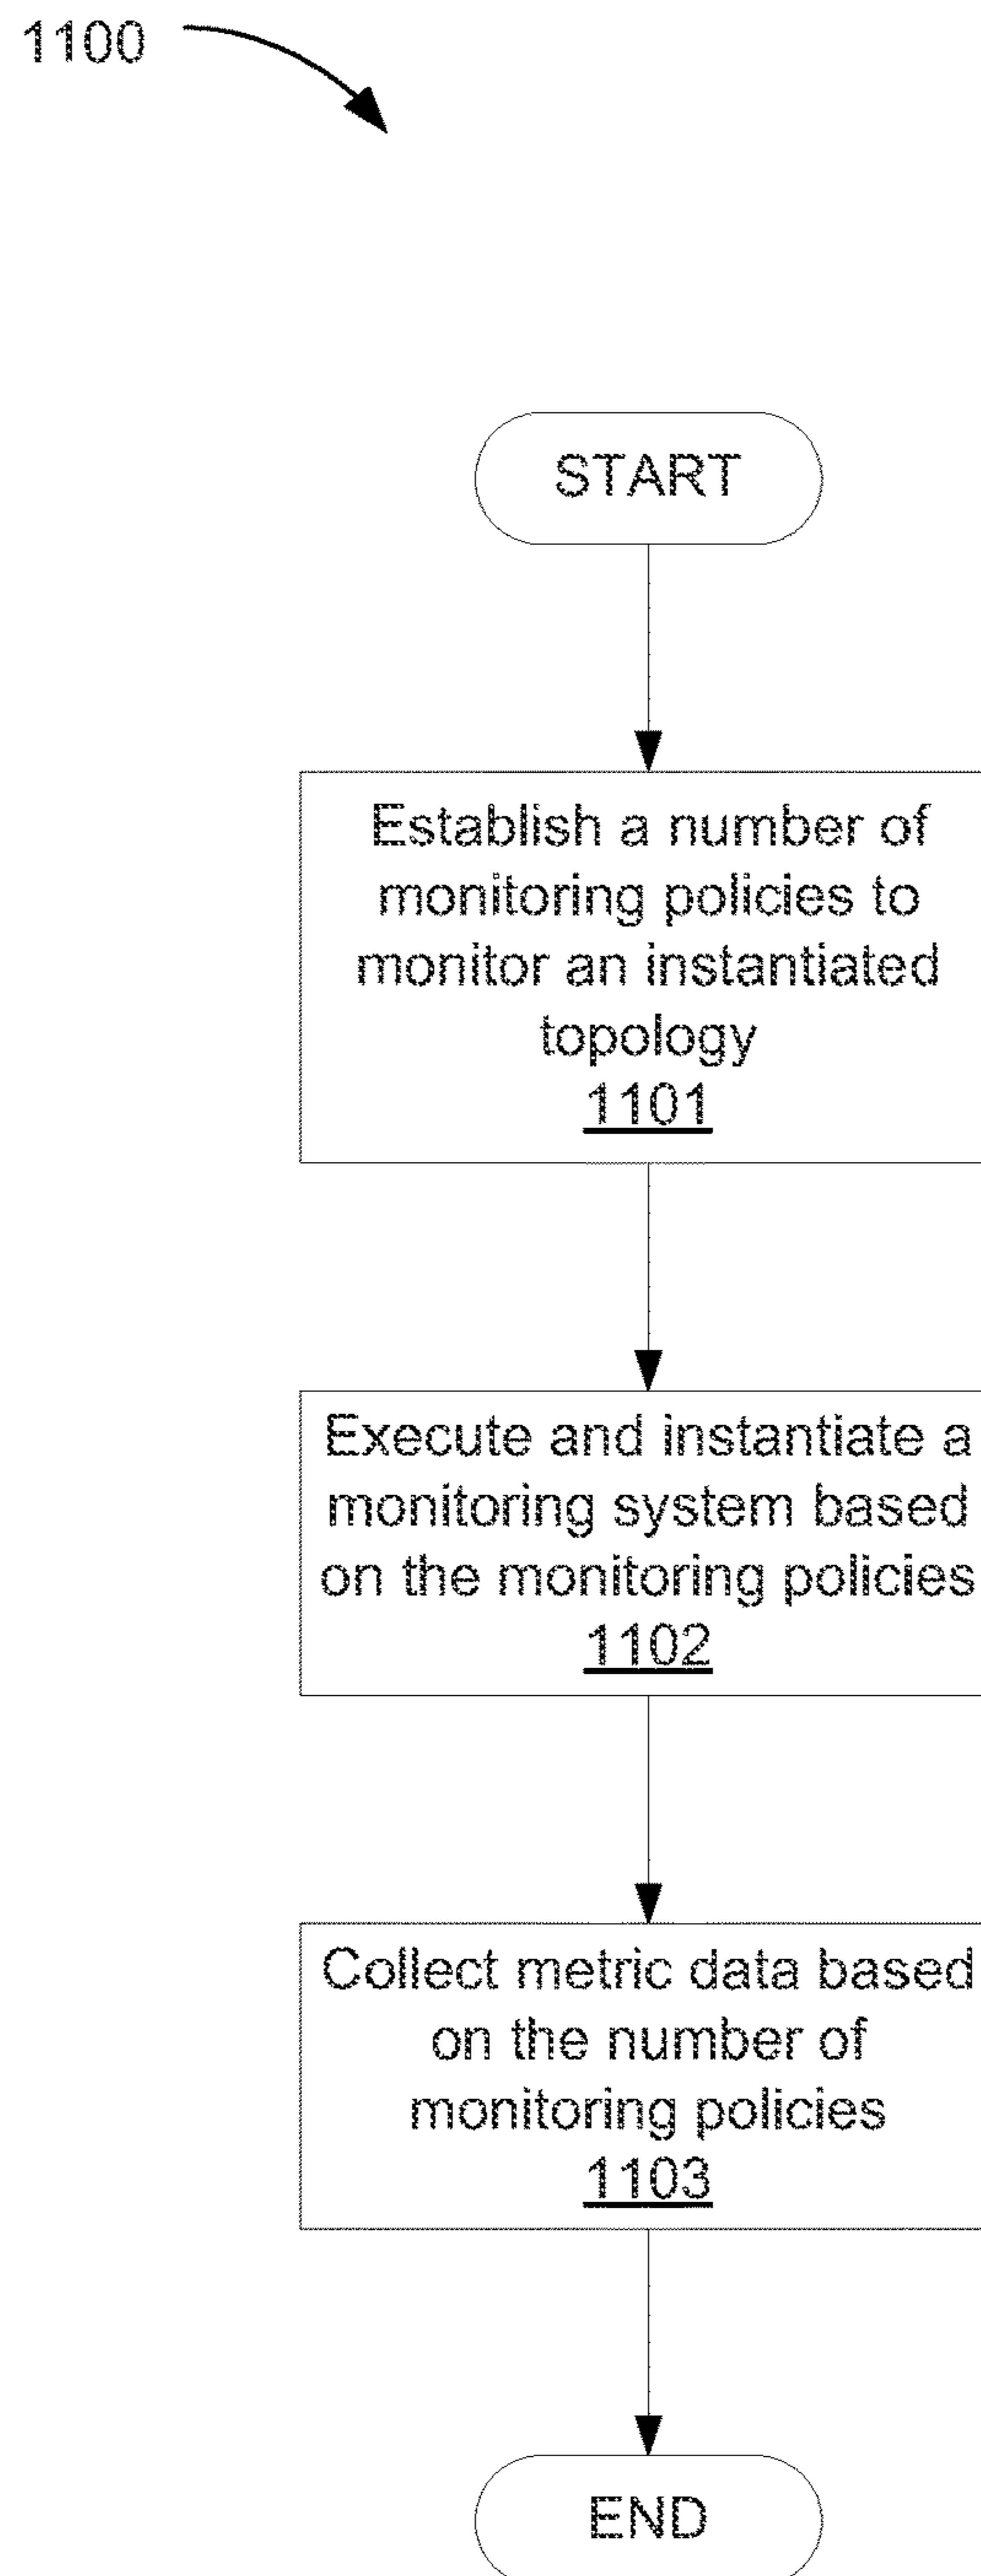 1100
START
Establish a number of
monitoring policies to
monitor an instantiated
topology
1101
Execute and instantiate a
monitoring system based
on the monitoring policies
1102
Collect metric data based
on the number of
monitoring policies
1103
END